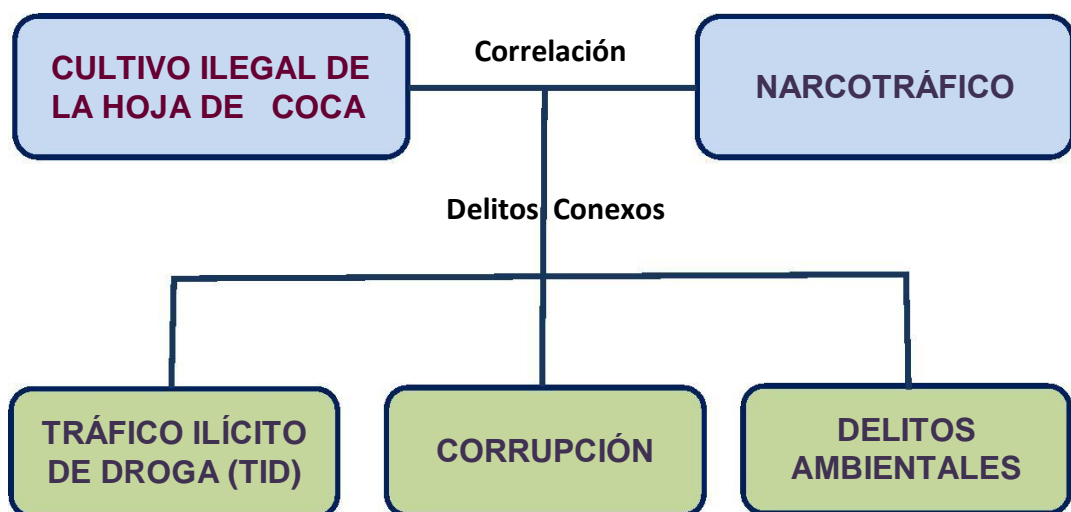 Correlación
CULTIVO ILEGAL DE
LA HOJA DE COCA
NARCOTRÁFICO
Delitos Conexos
TRÁFICO ILÍCITO
DE DROGA (TID)
CORRUPCIÓN
DELITOS
AMBIENTALES